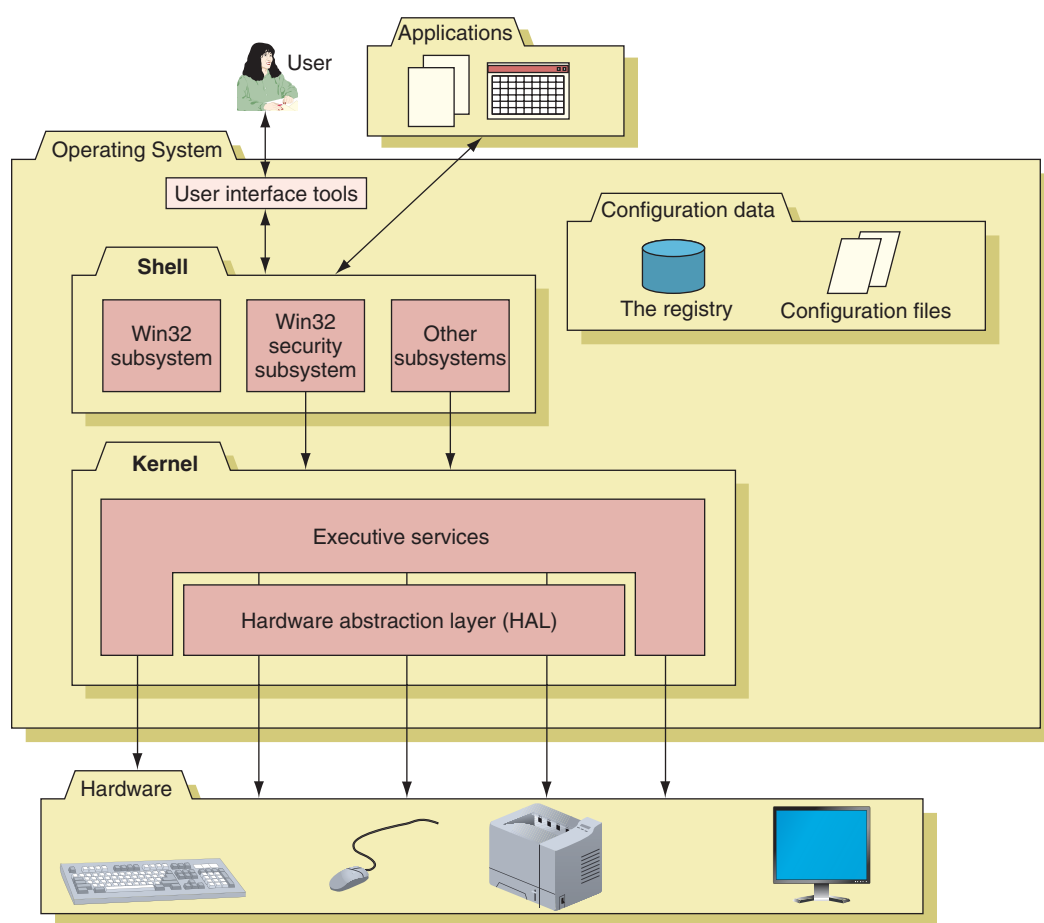 Applications
User
Operating System
User interface tools
Configuration data
The registry
Configuration files
Shell
Win32
subsystem
Win32
security
subsystem
Other
subsystems
Kernel
Executive services
Hardware abstraction layer (HAL)
Hardware